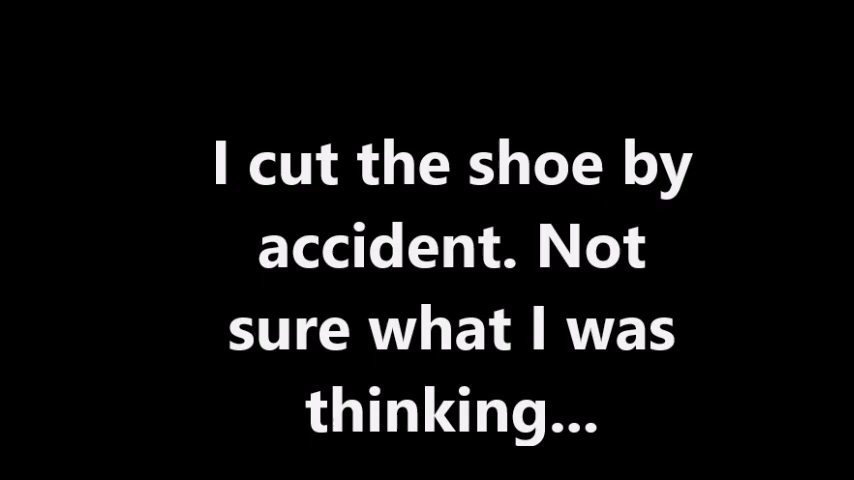 I cut the shoe by
accident. Not
sure what I was
thinking...